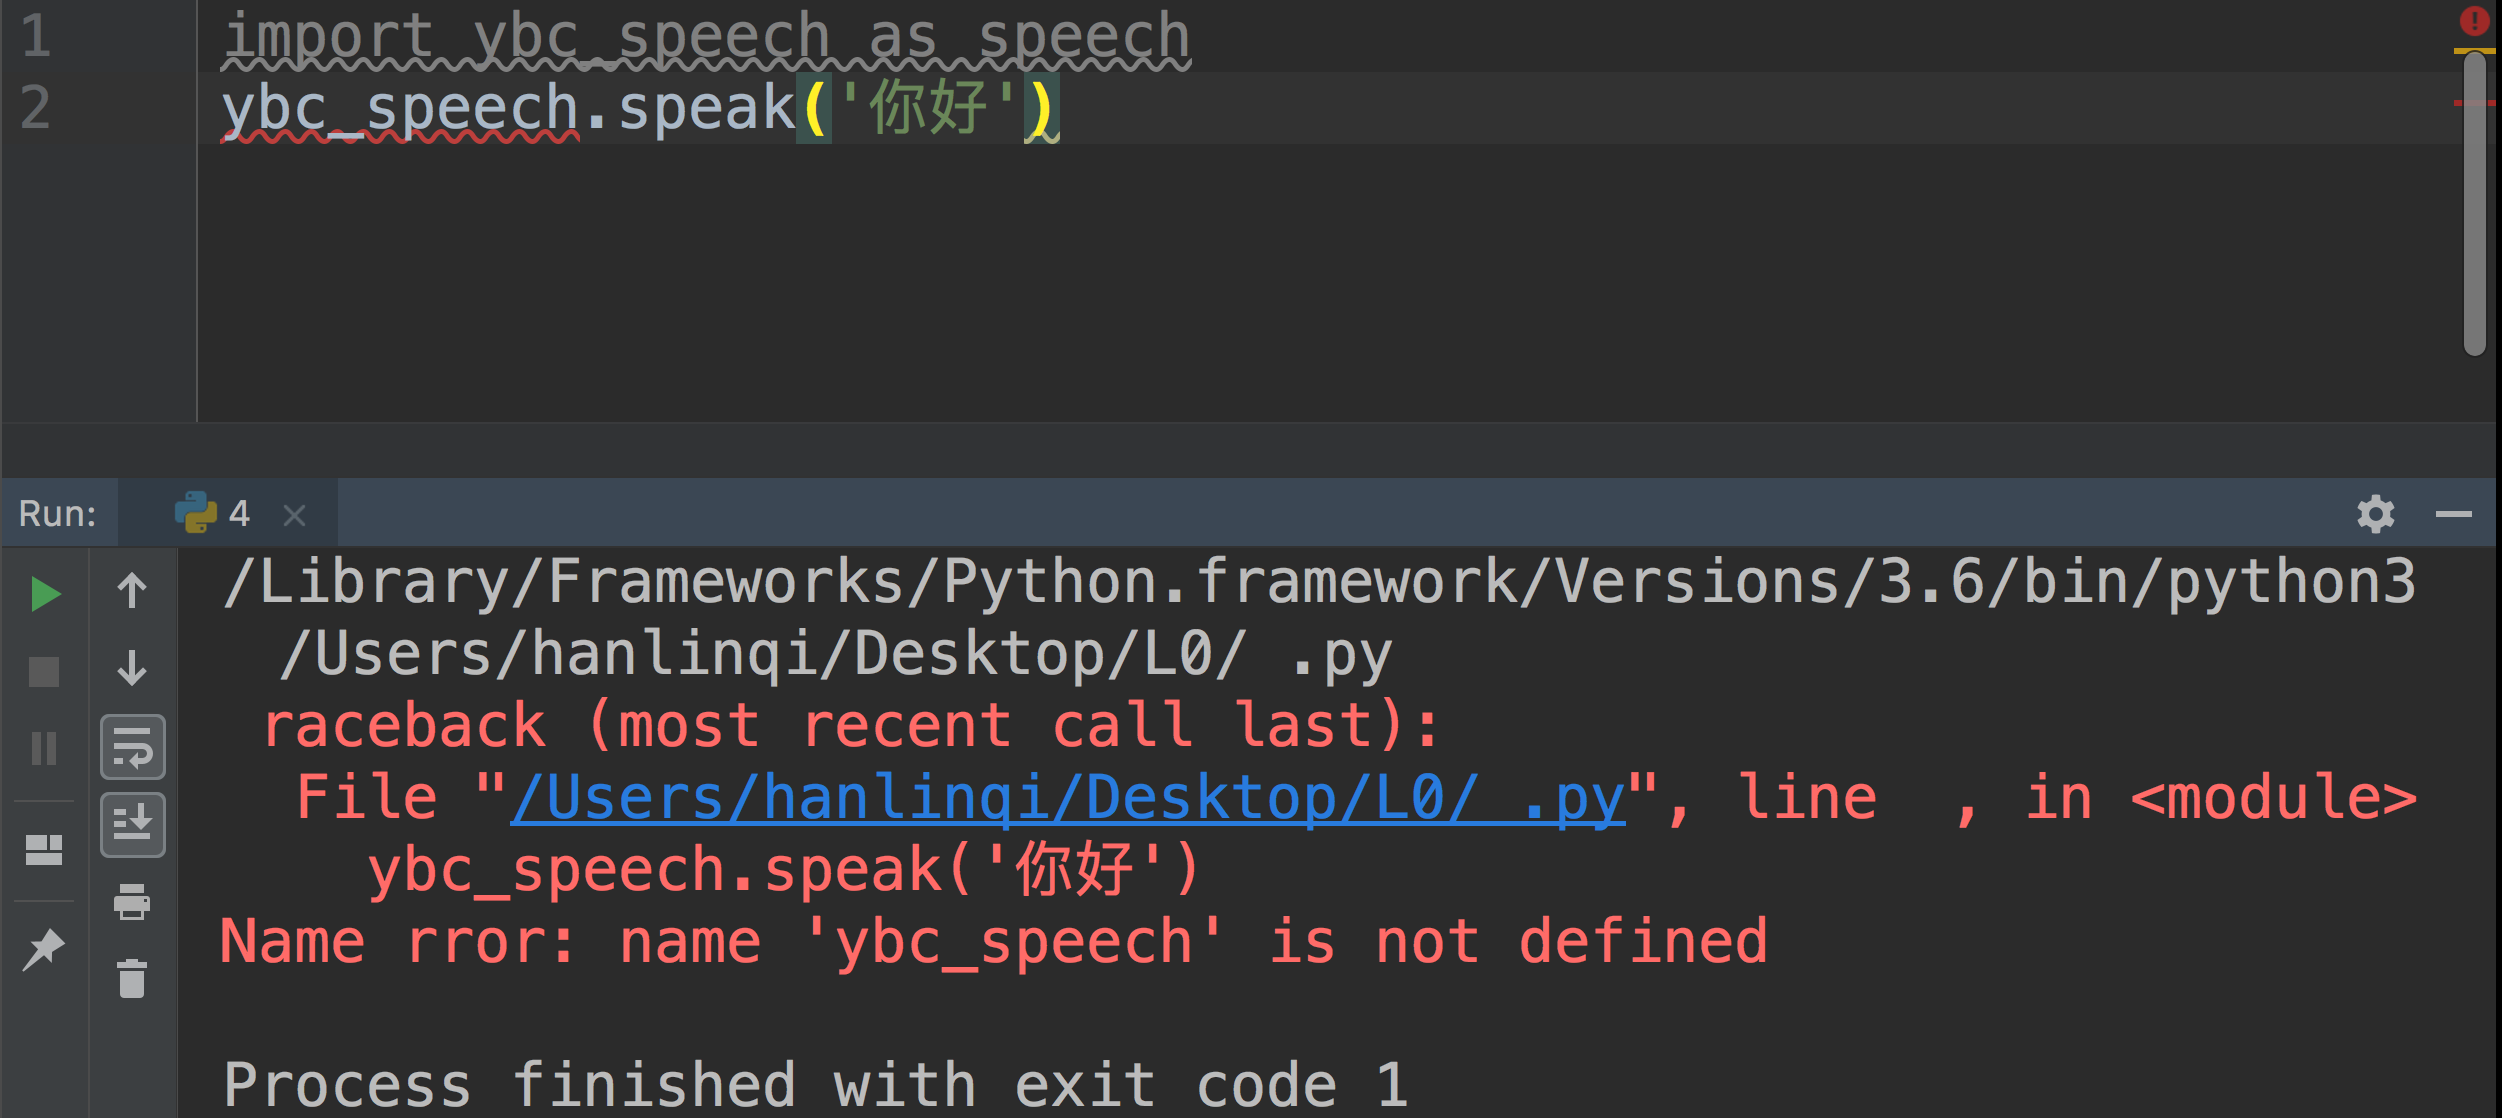 1 import ybc_speech as speech
2 ybc_speech.speak('你好')
Run: 4
/Library/Frameworks/Python.framework/Versions/3.6/bin/python3
/Users/hanlinqi/Desktop/L0/ .py
raceback (most recent call last):
File "/Users/hanlinqi/Desktop/L0/ .py", line , in <module>
ybc_speech.speak('你好')
Name rror: name 'ybc_speech' is not defined
Process finished with exit code 1